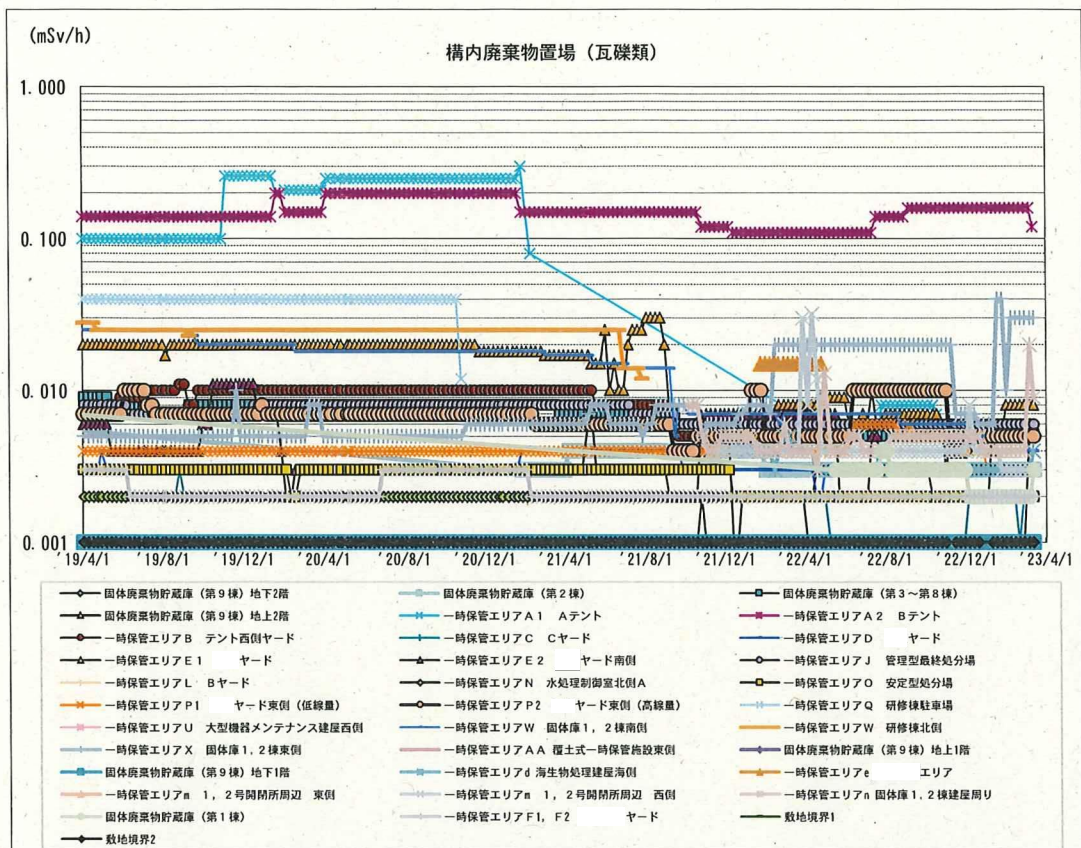 (mSv/h)
構内廃棄物置場（瓦礫類）
1.000
0.100
0.010
0.001
'19/4/1 '19/8/1 '19/12/1 '20/4/1 '20/8/1 '20/12/1 '21/4/1 '21/8/1 '21/12/1 '22/4/1 '22/8/1 '22/12/1 '23/4/1
固体廃棄物貯蔵庫（第９棟）地下2階 固体廃棄物貯蔵庫（第２棟） 固体廃棄物貯蔵庫（第３～第８棟）
固体廃棄物貯蔵庫（第９棟）地上2階 一時保管エリアＡ１　Ａテント 一時保管エリアＡ２　Ｂテント
一時保管エリアＢ　テント西側ヤード 一時保管エリアＣ　Ｃヤード 一時保管エリアＤ　ヤード
一時保管エリアＥ１　ヤード 一時保管エリアＥ２　ヤード南側 一時保管エリアＪ　管理型最終処分場
一時保管エリアＬ　Ｂヤード 一時保管エリアＮ　水処理制御室北側Ａ 一時保管エリアＯ　安定型処分場
一時保管エリアＰ１　ヤード東側（低線量） 一時保管エリアＰ２　ヤード東側（高線量） 一時保管エリアＱ　研修棟駐車場
一時保管エリアＵ　大型機器メンテナンス建屋西側 一時保管エリアＷ　固体庫１,２棟南側 一時保管エリアＷ　研修棟北側
一時保管エリアＸ　固体庫１,２棟東側 一時保管エリアＡＡ 覆土式一時保管施設東側 固体廃棄物貯蔵庫（第９棟）地上1階
固体廃棄物貯蔵庫（第９棟）地下1階 一時保管エリアｄ 海生物処理建屋海側 一時保管エリアｅ エリア
一時保管エリアｍ　１，２号開閉所周辺　東側 一時保管エリアｍ　１，２号開閉所周辺　西側 一時保管エリアｎ 固体庫１,２棟建屋周り
固体廃棄物貯蔵庫（第１棟） 一時保管エリアＦ１，Ｆ２　ヤード 敷地境界1
敷地境界2